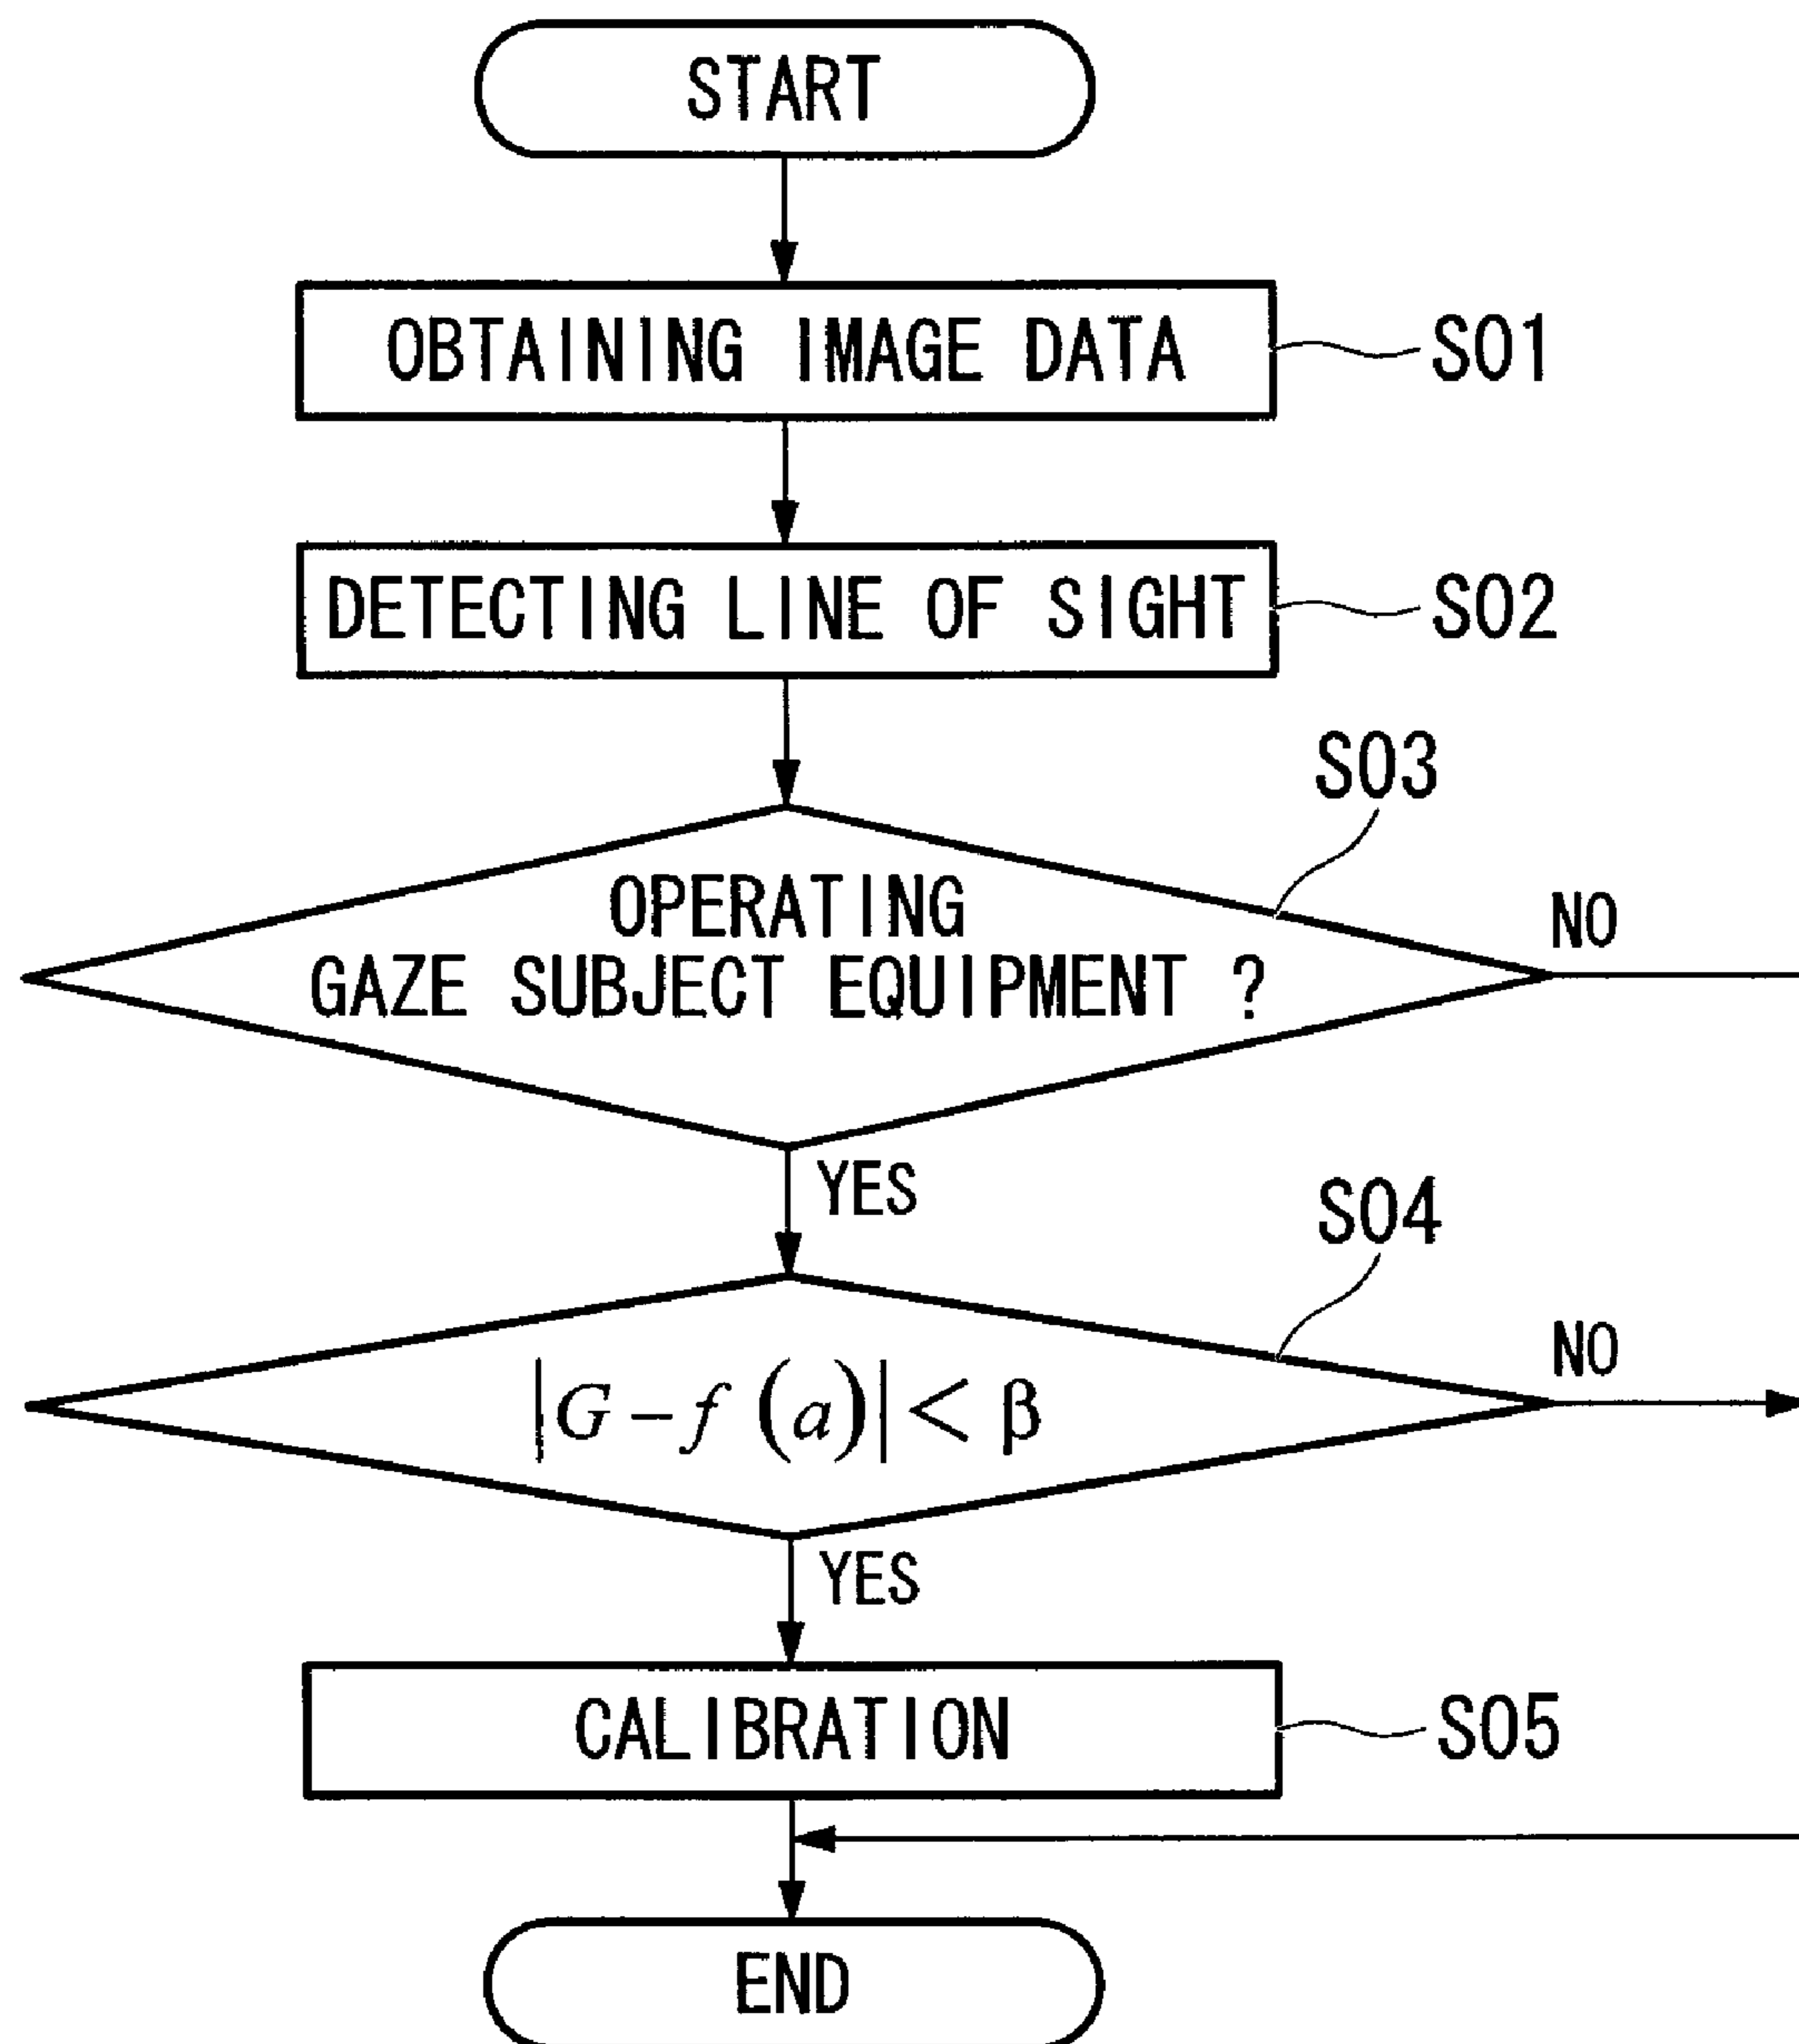 START
OBTAINING IMAGE DATA
S01
DETECTING LINE OF SIGHT
S02
S03
OPERATING
GAZE SUBJECT EQUIPMENT ?
NO
YES
S04
|G-f (a)| < β
NO
YES
CALIBRATION
S05
END